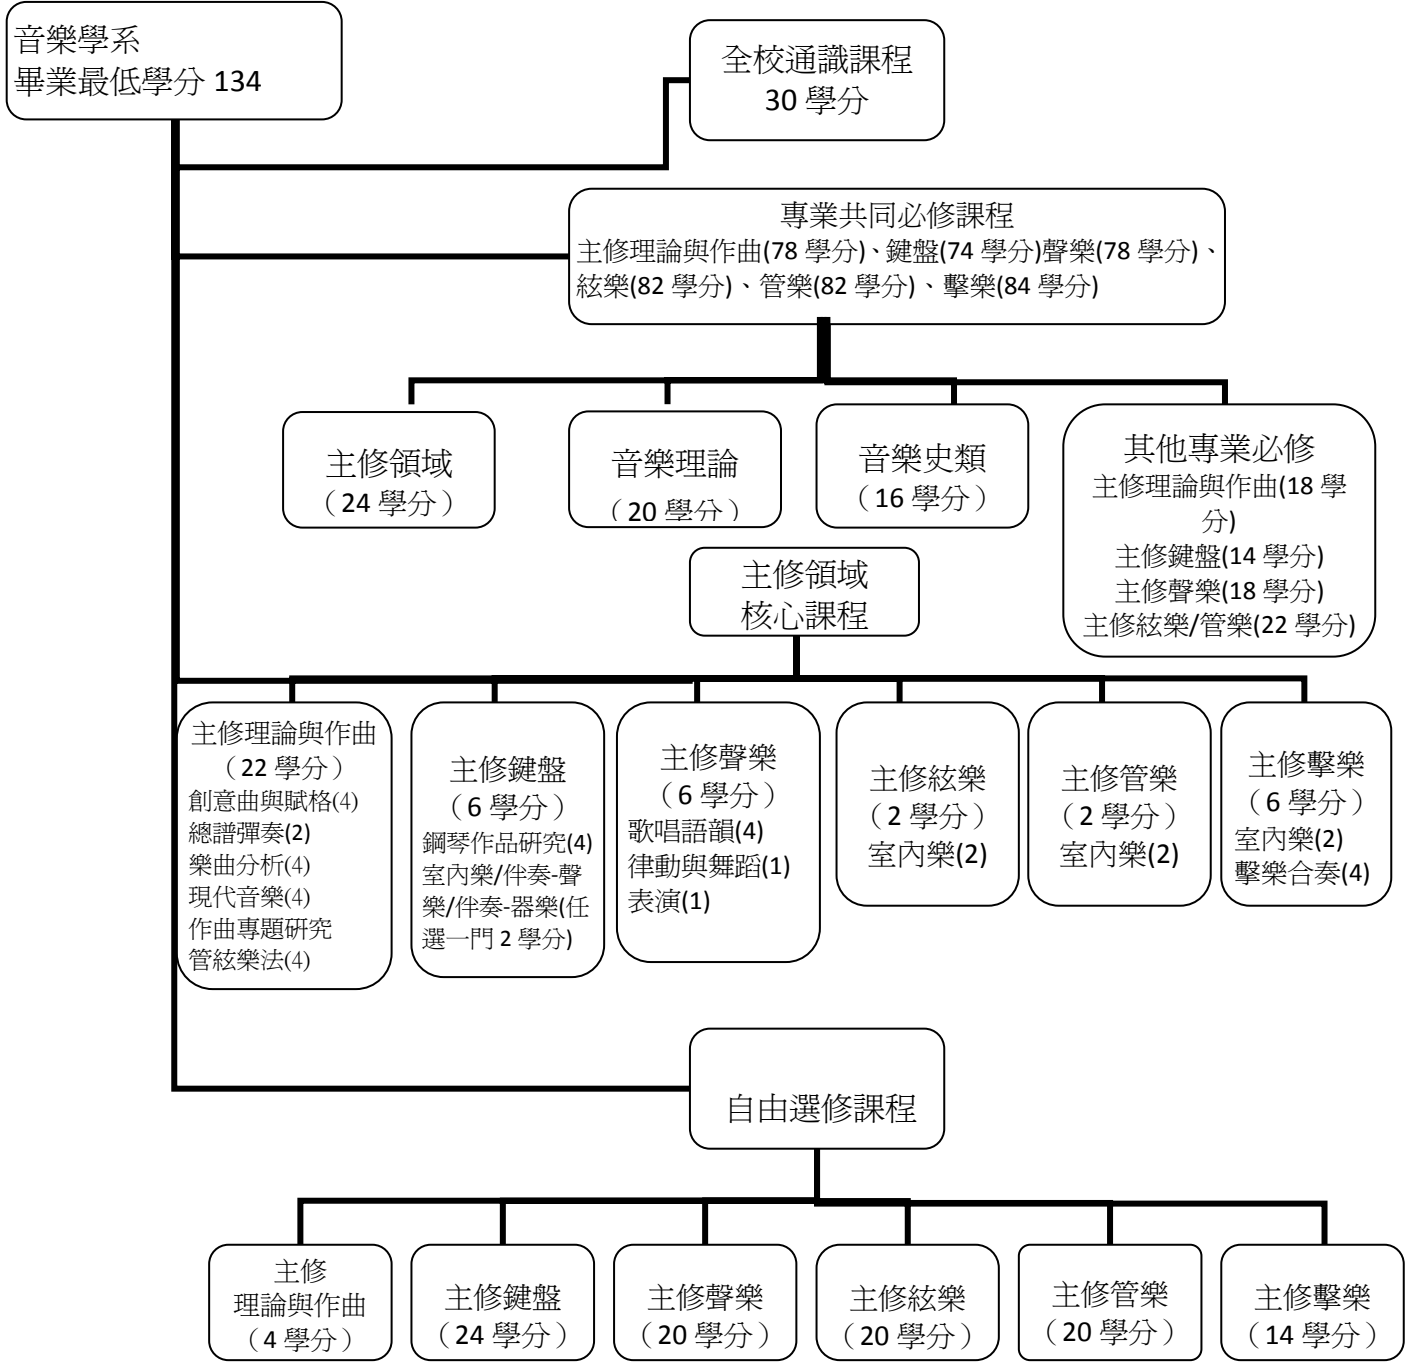 音樂學系
畢業最低學分 134
全校通識課程
30 學分
專業共同必修課程
主修理論與作曲(78 學分)、鍵盤(74 學分)聲樂(78 學分)、
絃樂(82 學分)、管樂(82 學分)、擊樂(84 學分)
主修領域
（24 學分）
音樂理論
（20 學分）
音樂史類
（16 學分）
其他專業必修
主修理論與作曲(18 學
分)
主修鍵盤(14 學分)
主修聲樂(18 學分)
主修絃樂/管樂(22 學分)
主修領域
核心課程
主修理論與作曲
（22 學分）
創意曲與賦格(4)
總譜彈奏(2)
樂曲分析(4)
現代音樂(4)
作曲專題研究
管絃樂法(4)
主修鍵盤
（6 學分）
鋼琴作品研究(4)
室內樂/伴奏-聲
樂/伴奏-器樂(任
選一門 2 學分)
主修聲樂
（6 學分）
歌唱語韻(4)
律動與舞蹈(1)
表演(1)
主修絃樂
（2 學分）
室內樂(2)
主修管樂
（2 學分）
室內樂(2)
主修擊樂
（6 學分）
室內樂(2)
擊樂合奏(4)
自由選修課程
主修
理論與作曲
（4 學分）
主修鍵盤
（24 學分）
主修聲樂
（20 學分）
主修絃樂
（20 學分）
主修管樂
（20 學分）
主修擊樂
（14 學分）